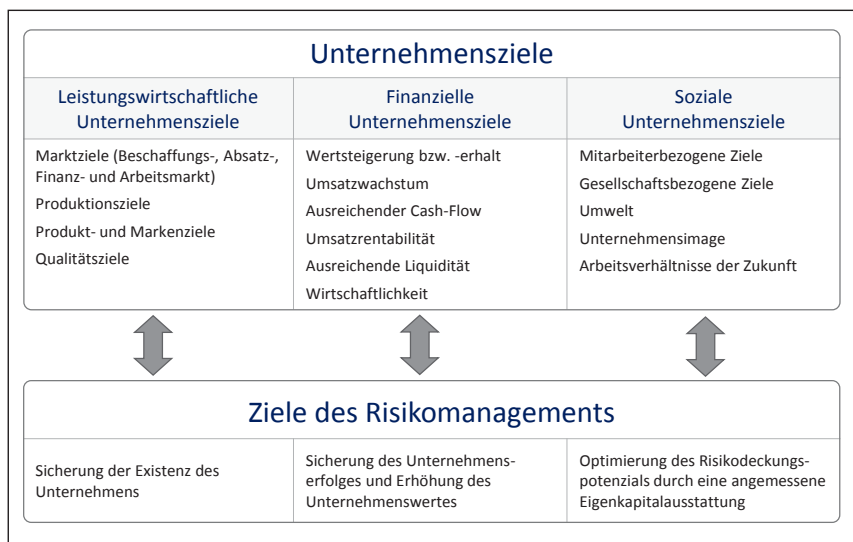 Unternehmensziele
Leistungswirtschaftliche
Unternehmensziele
Marktziele (Beschaffungs-, Absatz-,
Finanz- und Arbeitsmarkt)
Produktionsziele
Produkt- und Markenziele
Qualitätsziele
Finanzielle
Unternehmensziele
Wertsteigerung bzw. -erhalt
Umsatzwachstum
Ausreichender Cash-Flow
Umsatzrentabilität
Ausreichende Liquidität
Wirtschaftlichkeit
Soziale
Unternehmensziele
Mitarbeiterbezogene Ziele
Gesellschaftsbezogene Ziele
Umwelt
Unternehmensimage
Arbeitsverhältnisse der Zukunft
Ziele des Risikomanagements
Sicherung der Existenz des
Unternehmens
Sicherung des Unternehmens-
erfolges und Erhöhung des
Unternehmenswertes
Optimierung des Risikodeckungs-
potenzials durch eine angemessene
Eigenkapitalausstattung